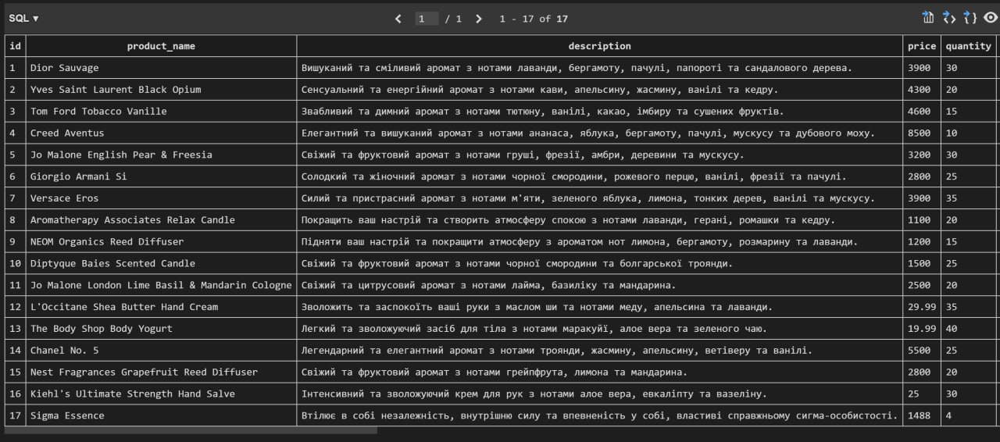 SQL ▼ 1 / 1 1 - 17 of 17
id product_name description price quantity
1 Dior Sauvage Вишуканий та сміливий аромат з нотами лаванди, бергамоту, пачулі, папороті та сандалового дерева. 3900 30
2 Yves Saint Laurent Black Opium Сенсуальний та енергійний аромат з нотами кави, апельсину, жасмину, ванілі та кедру. 4300 20
3 Tom Ford Tobacco Vanille Звабливий та димний аромат з нотами тютюну, ванілі, какао, імбиру та сушених фруктів. 4600 15
4 Creed Aventus Елегантний та вишуканий аромат з нотами ананаса, яблука, бергамоту, пачулі, мускусу та дубового моху. 8500 10
5 Jo Malone English Pear & Freesia Свіжий та фруктовий аромат з нотами груші, фрезії, амбри, деревини та мускусу. 3200 30
6 Giorgio Armani Si Солодкий та жіночний аромат з нотами чорної смородини, рожевого перцю, ванілі, фрезії та пачулі. 2800 25
7 Versace Eros Силий та пристрасний аромат з нотами м'яти, зеленого яблука, лимона, тонких дерев, ванілі та мускусу. 3900 35
8 Aromatherapy Associates Relax Candle Покращить ваш настрій та створить атмосферу спокою з нотами лаванди, герані, ромашки та кедру. 1100 20
9 NEOM Organics Reed Diffuser Підняти ваш настрій та покращити атмосферу з ароматом нот лимона, бергамоту, розмарину та лаванди. 1200 15
10 Diptyque Baies Scented Candle Свіжий та фруктовий аромат з нотами чорної смородини та болгарської троянди. 1500 25
11 Jo Malone London Lime Basil & Mandarin Cologne Свіжий та цитрусовий аромат з нотами лайма, базиліку та мандарина. 2500 20
12 L'Occitane Shea Butter Hand Cream Зволожить та заспокоїть ваші руки з маслом ши та нотами меду, апельсина та лаванди. 29.99 35
13 The Body Shop Body Yogurt Легкий та зволожуючий засіб для тіла з нотами маракуйї, алое вера та зеленого чаю. 19.99 40
14 Chanel No. 5 Легендарний та елегантний аромат з нотами троянди, жасмину, апельсину, ветіверу та ванілі. 5500 25
15 Nest Fragrances Grapefruit Reed Diffuser Свіжий та фруктовий аромат з нотами грейпфрута, лимона та мандарина. 2800 20
16 Kiehl's Ultimate Strength Hand Salve Інтенсивний та зволожуючий крем для рук з нотами алое вера, евкаліпту та вазеліну. 25 30
17 Sigma Essence Втілює в собі незалежність, внутрішню силу та впевненість у собі, властиві справжньому сигма-особистості. 1488 4